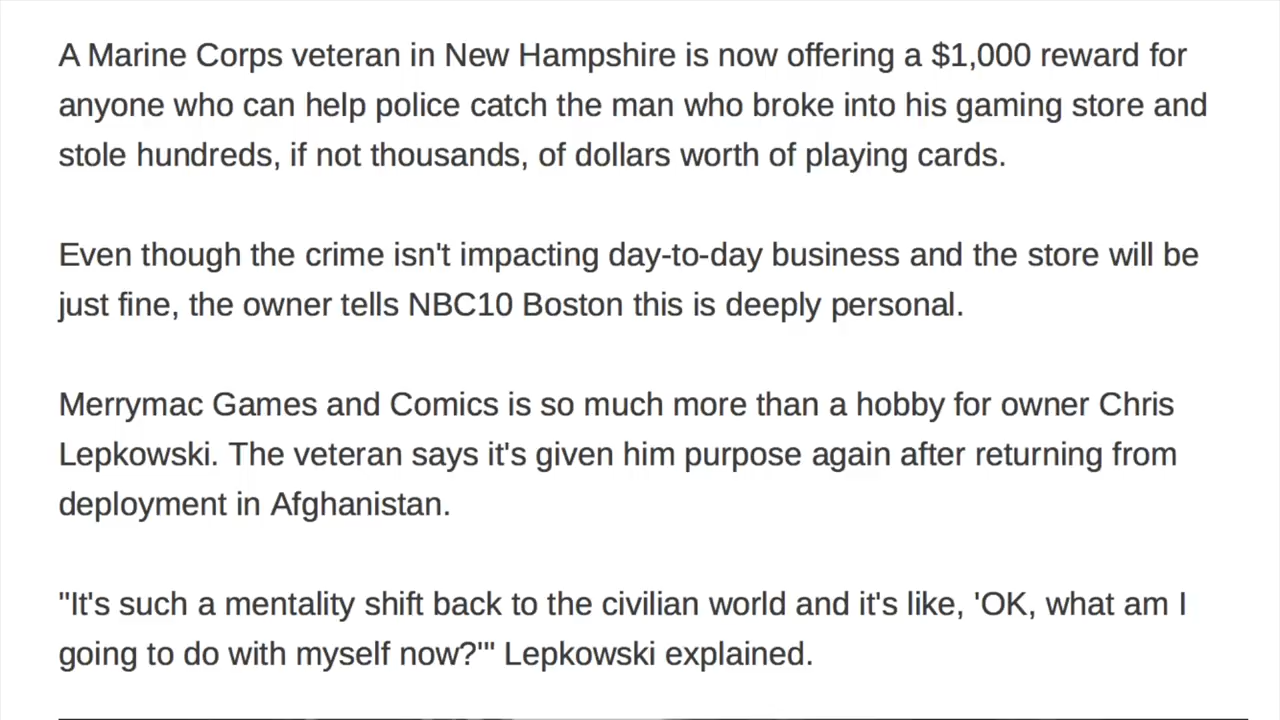 A Marine Corps veteran in New Hampshire is now offering a $1,000 reward for
anyone who can help police catch the man who broke into his gaming store and
stole hundreds, if not thousands, of dollars worth of playing cards.
Even though the crime isn't impacting day-to-day business and the store will be
just fine, the owner tells NBC10 Boston this is deeply personal.
Merrymac Games and Comics is so much more than a hobby for owner Chris
Lepkowski. The veteran says it's given him purpose again after returning from
deployment in Afghanistan.
"It's such a mentality shift back to the civilian world and it's like, 'OK, what am I
going to do with myself now?'" Lepkowski explained.